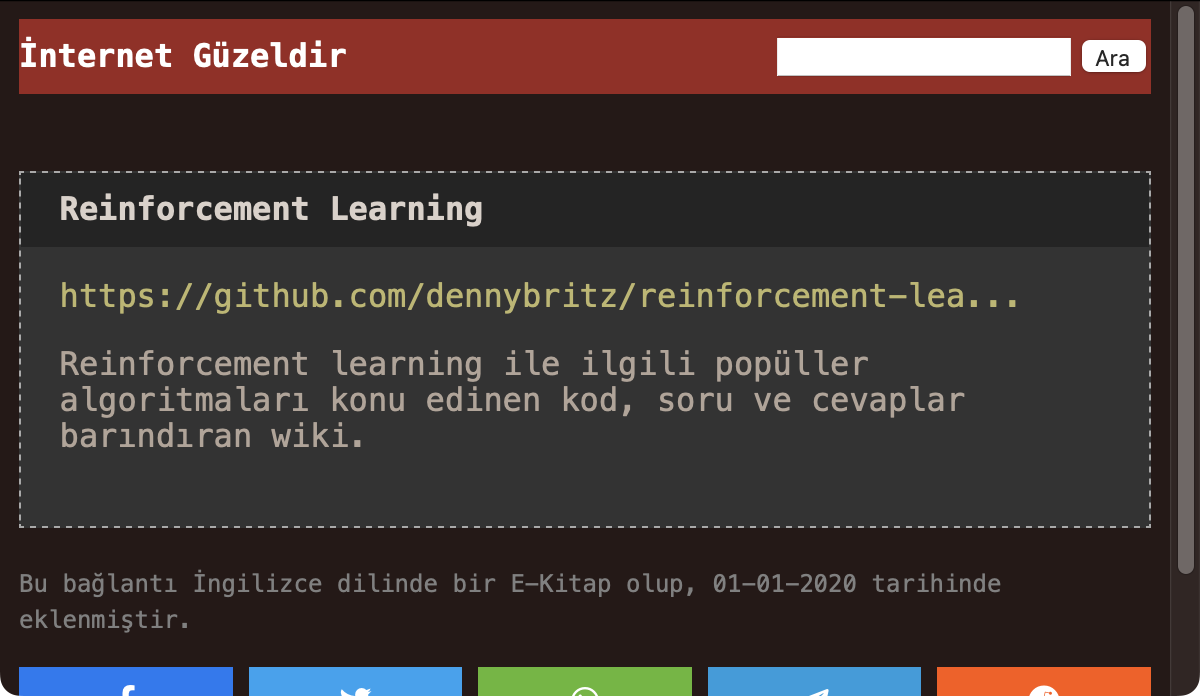 İnternet Güzeldir
Ara
Reinforcement Learning
https://github.com/dennybritz/reinforcement-lea...
Reinforcement learning ile ilgili popüller
algoritmaları konu edinen kod, soru ve cevaplar
barındıran wiki.
Bu bağlantı İngilizce dilinde bir E-Kitap olup, 01-01-2020 tarihinde
eklenmiştir.